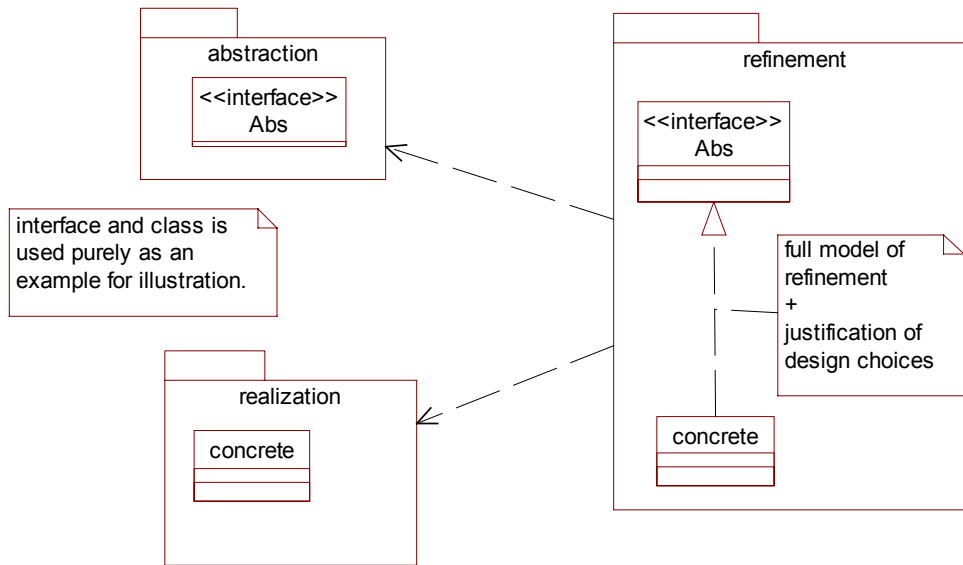 abstraction
<<interface>>
Abs
interface and class is
used purely as an
example for illustration.
realization
concrete
refinement
<<interface>>
Abs
full model of
refinement
+
justification of
design choices
concrete